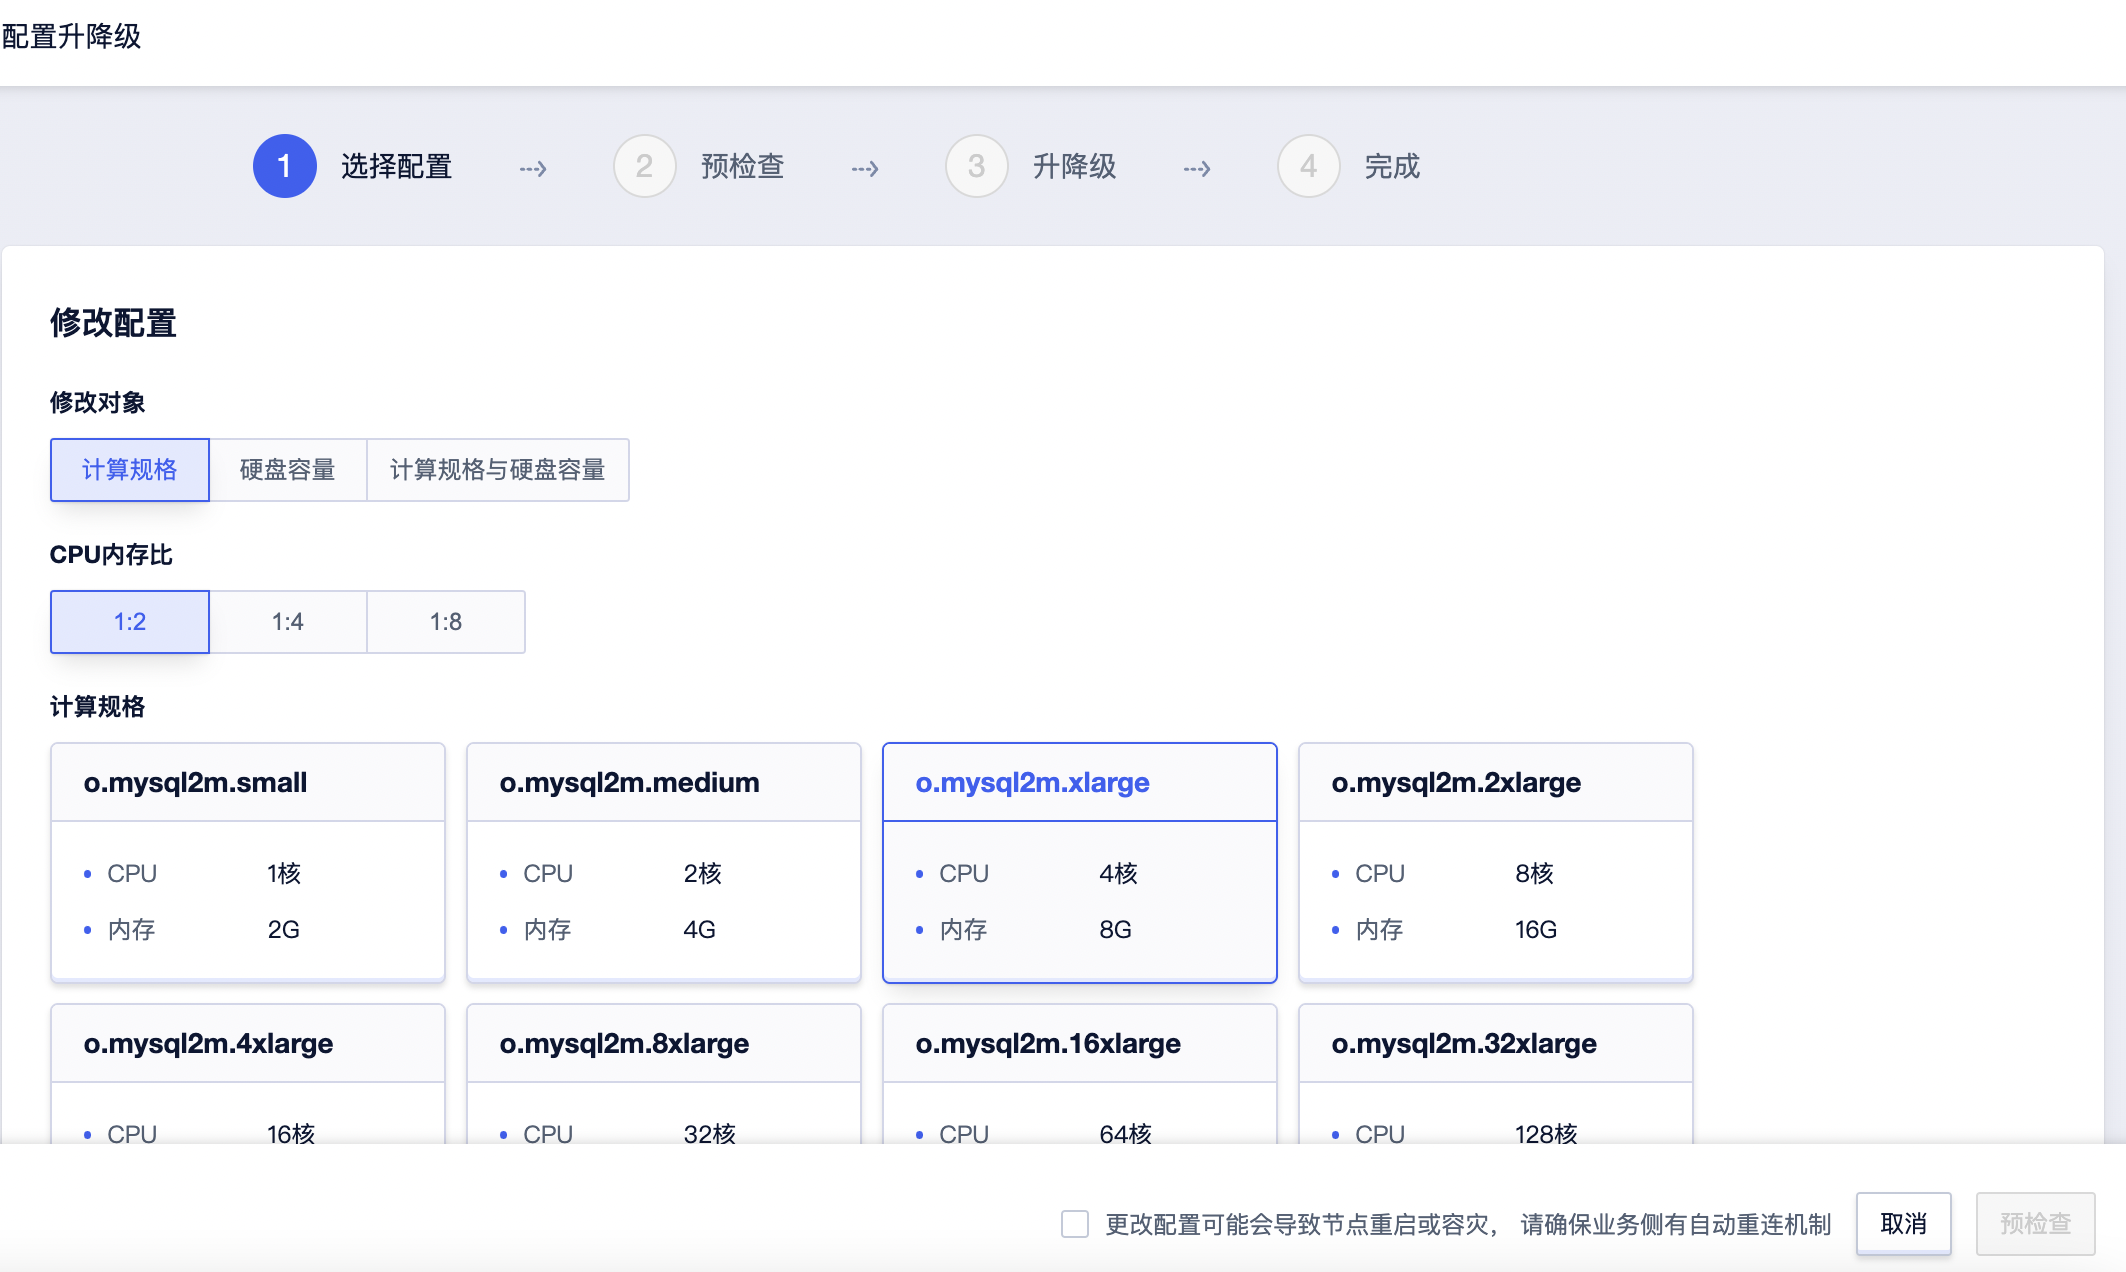 配置升降级
1 选择配置 2 预检查 3 升降级 4 完成
修改配置
修改对象
计算规格 硬盘容量 计算规格与硬盘容量
CPU内存比
1:2 1:4 1:8
计算规格
o.mysql2m.small o.mysql2m.medium o.mysql2m.xlarge o.mysql2m.2xlarge
CPU 1核 CPU 2核 CPU 4核 CPU 8核
内存 2G 内存 4G 内存 8G 内存 16G
o.mysql2m.4xlarge o.mysql2m.8xlarge o.mysql2m.16xlarge o.mysql2m.32xlarge
CPU 16核 CPU 32核 CPU 64核 CPU 128核
更改配置可能会导致节点重启或容灾， 请确保业务侧有自动重连机制 取消 预检查